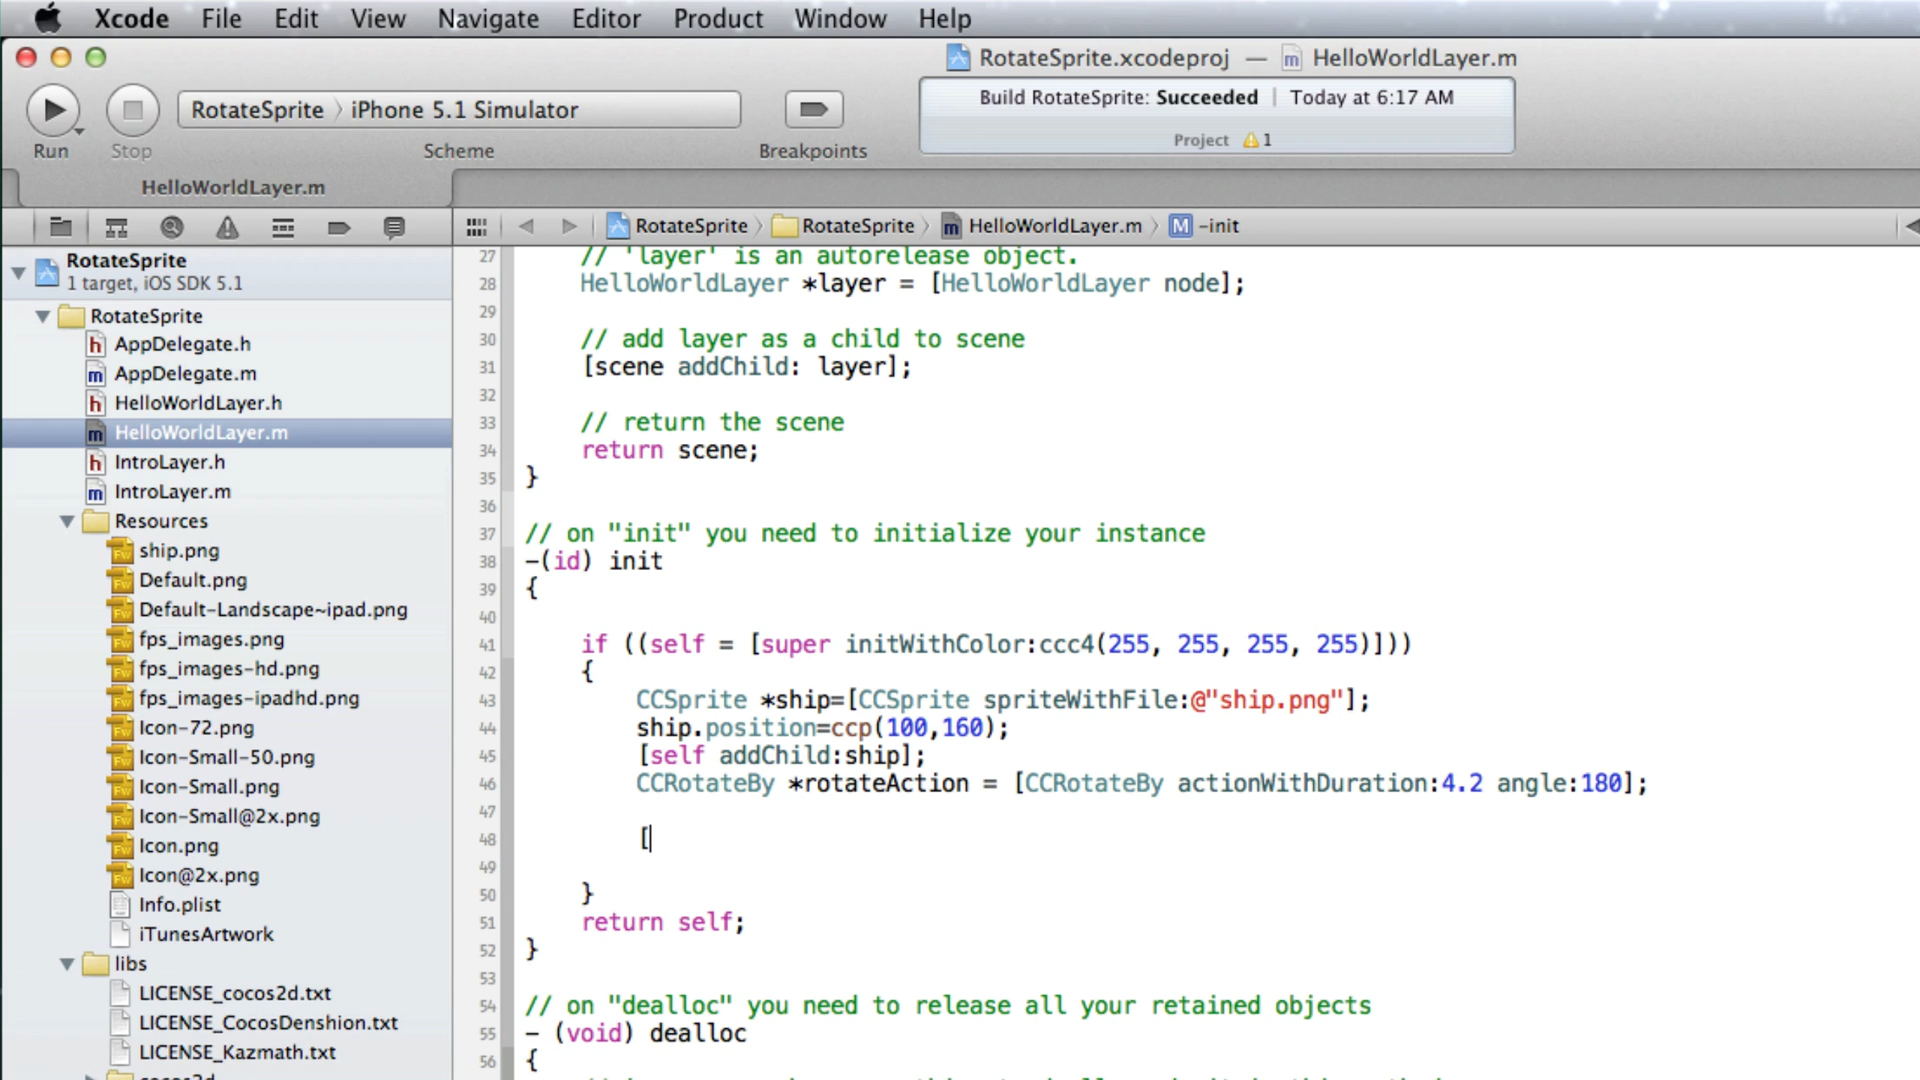 Xcode File Edit View Navigate Editor Product Window Help
RotateSprite.xcodeproj — m HelloWorldLayer.m
RotateSprite iPhone 5.1 Simulator
Build RotateSprite: Succeeded | Today at 6:17 AM
Project 1
Run Stop Scheme Breakpoints
HelloWorldLayer.m
RotateSprite RotateSprite m HelloWorldLayer.m M -init
RotateSprite
1 target, iOS SDK 5.1
RotateSprite
h AppDelegate.h
m AppDelegate.m
h HelloWorldLayer.h
m HelloWorldLayer.m
h IntroLayer.h
m IntroLayer.m
Resources
ship.png
Default.png
Default-Landscape~ipad.png
fps_images.png
fps_images-hd.png
fps_images-ipadhd.png
Icon-72.png
Icon-Small-50.png
Icon-Small.png
Icon-Small@2x.png
Icon.png
Icon@2x.png
Info.plist
iTunesArtwork
libs
LICENSE_cocos2d.txt
LICENSE_CocosDenshion.txt
LICENSE_Kazmath.txt
cocos2d
27 // 'layer' is an autorelease object.
28 HelloWorldLayer *layer = [HelloWorldLayer node];
29
30 // add layer as a child to scene
31 [scene addChild: layer];
32
33 // return the scene
34 return scene;
35 }
36
37 // on "init" you need to initialize your instance
38 -(id) init
39 {
40
41 if ((self = [super initWithColor:ccc4(255, 255, 255, 255)]))
42 {
43 CCSprite *ship=[CCSprite spriteWithFile:@"ship.png"];
44 ship.position=ccp(100,160);
45 [self addChild:ship];
46 CCRotateBy *rotateAction = [CCRotateBy actionWithDuration:4.2 angle:180];
47
48 [
49
50 }
51 return self;
52 }
53
54 // on "dealloc" you need to release all your retained objects
55 - (void) dealloc
56 {